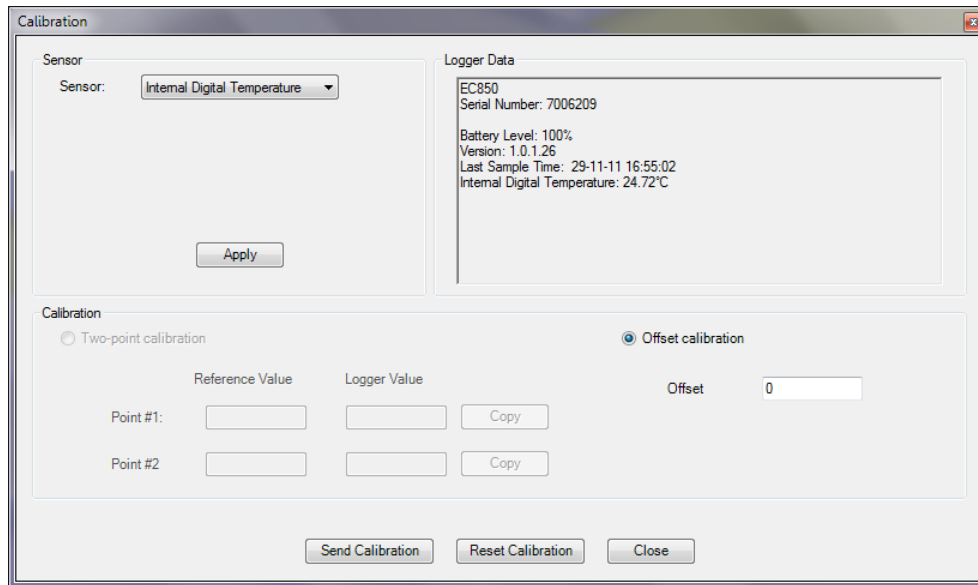 Calibration
Sensor
Sensor:
Internal Digital Temperature
Apply
Logger Data
EC850
Serial Number: 7006209
Battery Level: 100%
Version: 1.0.1.26
Last Sample Time: 29-11-11 16:55:02
Internal Digital Temperature: 24.72°C
Calibration
Two-point calibration
Offset calibration
Reference Value Logger Value
Offset 0
Point #1: Copy
Point #2 Copy
Send Calibration Reset Calibration Close